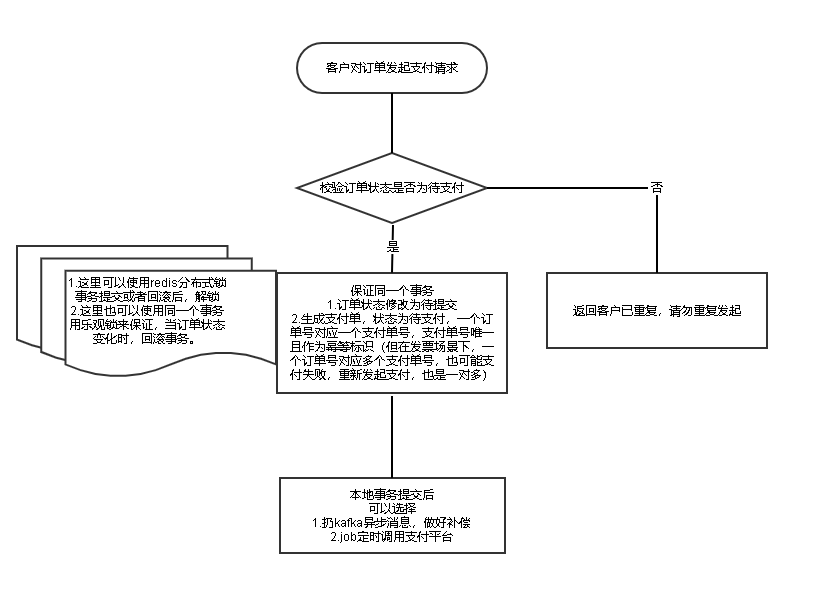 客户对订单发起支付请求
校验订单状态是否为待支付
否
是
1.这里可以使用redis分布式锁
事务提交或者回滚后，解锁
2.这里也可以使用同一个事务
用乐观锁来保证，当订单状态
变化时，回滚事务。
保证同一个事务
1.订单状态修改为待提交
2.生成支付单，状态为待支付，一个订
单号对应一个支付单号，支付单号唯一
且作为幂等标识（但在发票场景下，一
个订单号对应多个支付单号，也可能支
付失败，重新发起支付，也是一对多）
返回客户已重复，请勿重复发起
本地事务提交后
可以选择
1.扔kafka异步消息，做好补偿
2.job定时调用支付平台